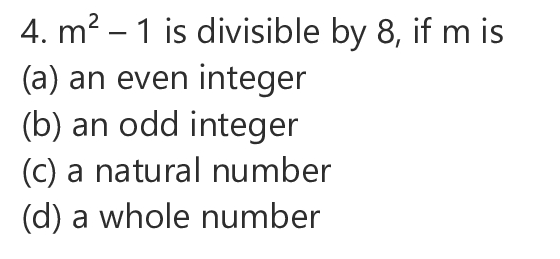 4. m² – 1 is divisible by 8, if m is
(a) an even integer
(b) an odd integer
(c) a natural number
(d) a whole number